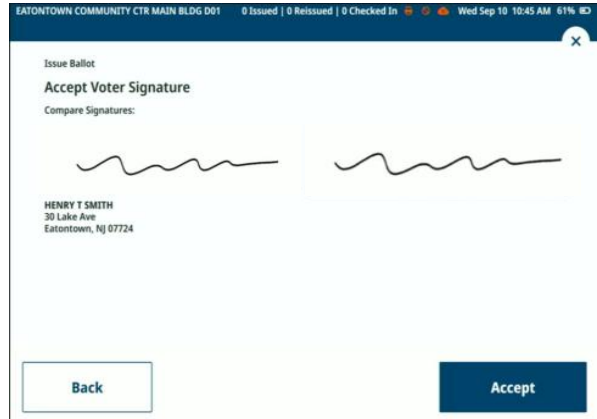 EATONTOWN COMMUNITY CTR MAIN BLDG D01 0 Issued | 0 Reissued | 0 Checked In Wed Sep 10 10:45 AM 61%
Issue Ballot
Accept Voter Signature
Compare Signatures:
HENRY T SMITH
30 Lake Ave
Eatontown, NJ 07724
Back Accept